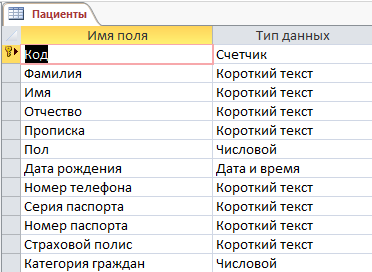 Пациенты
Имя поля Тип данных
Код Счетчик
Фамилия Короткий текст
Имя Короткий текст
Отчество Короткий текст
Прописка Короткий текст
Пол Числовой
Дата рождения Дата и время
Номер телефона Короткий текст
Серия паспорта Короткий текст
Номер паспорта Короткий текст
Страховой полис Короткий текст
Категория граждан Числовой